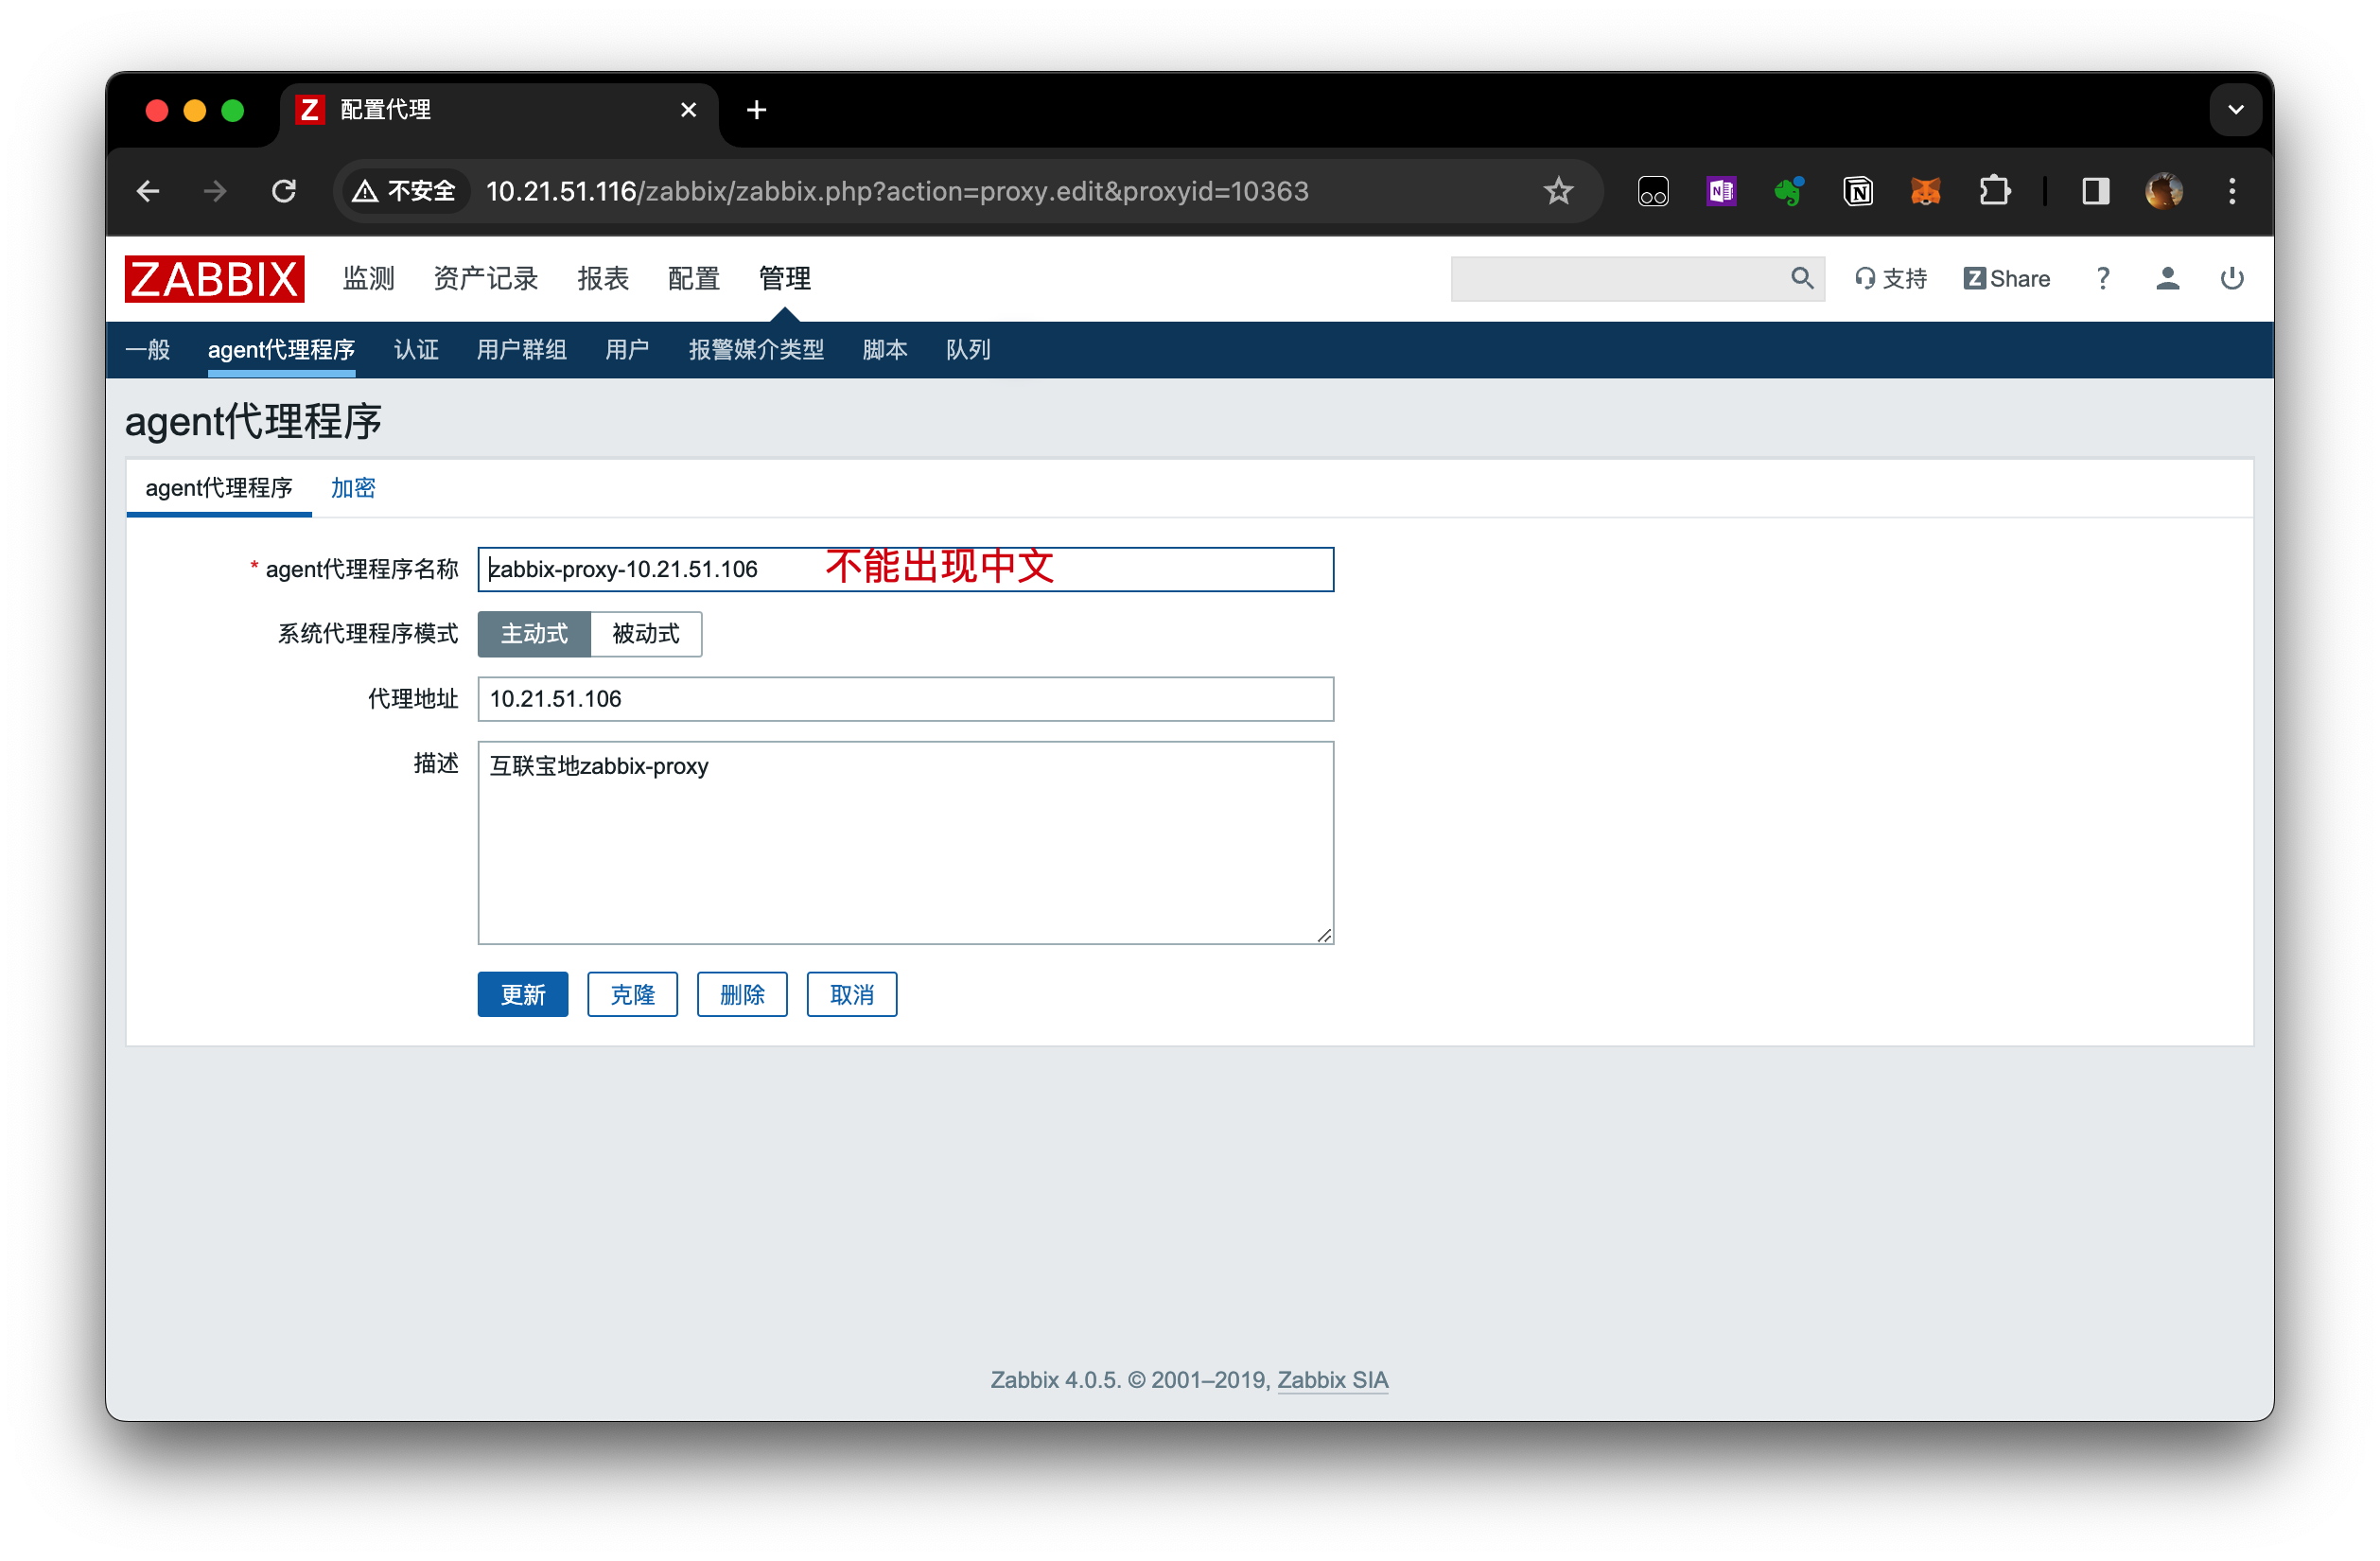 Z 配置代理
不安全 10.21.51.116/zabbix/zabbix.php?action=proxy.edit&proxyid=10363
ZABBIX 监测 资产记录 报表 配置 管理 支持 Z Share ?
一般 agent代理程序 认证 用户群组 用户 报警媒介类型 脚本 队列
agent代理程序
agent代理程序 加密
* agent代理程序名称 zabbix-proxy-10.21.51.106 不能出现中文
系统代理程序模式 主动式 被动式
代理地址 10.21.51.106
描述 互联宝地zabbix-proxy
更新 克隆 删除 取消
Zabbix 4.0.5. © 2001–2019, Zabbix SIA